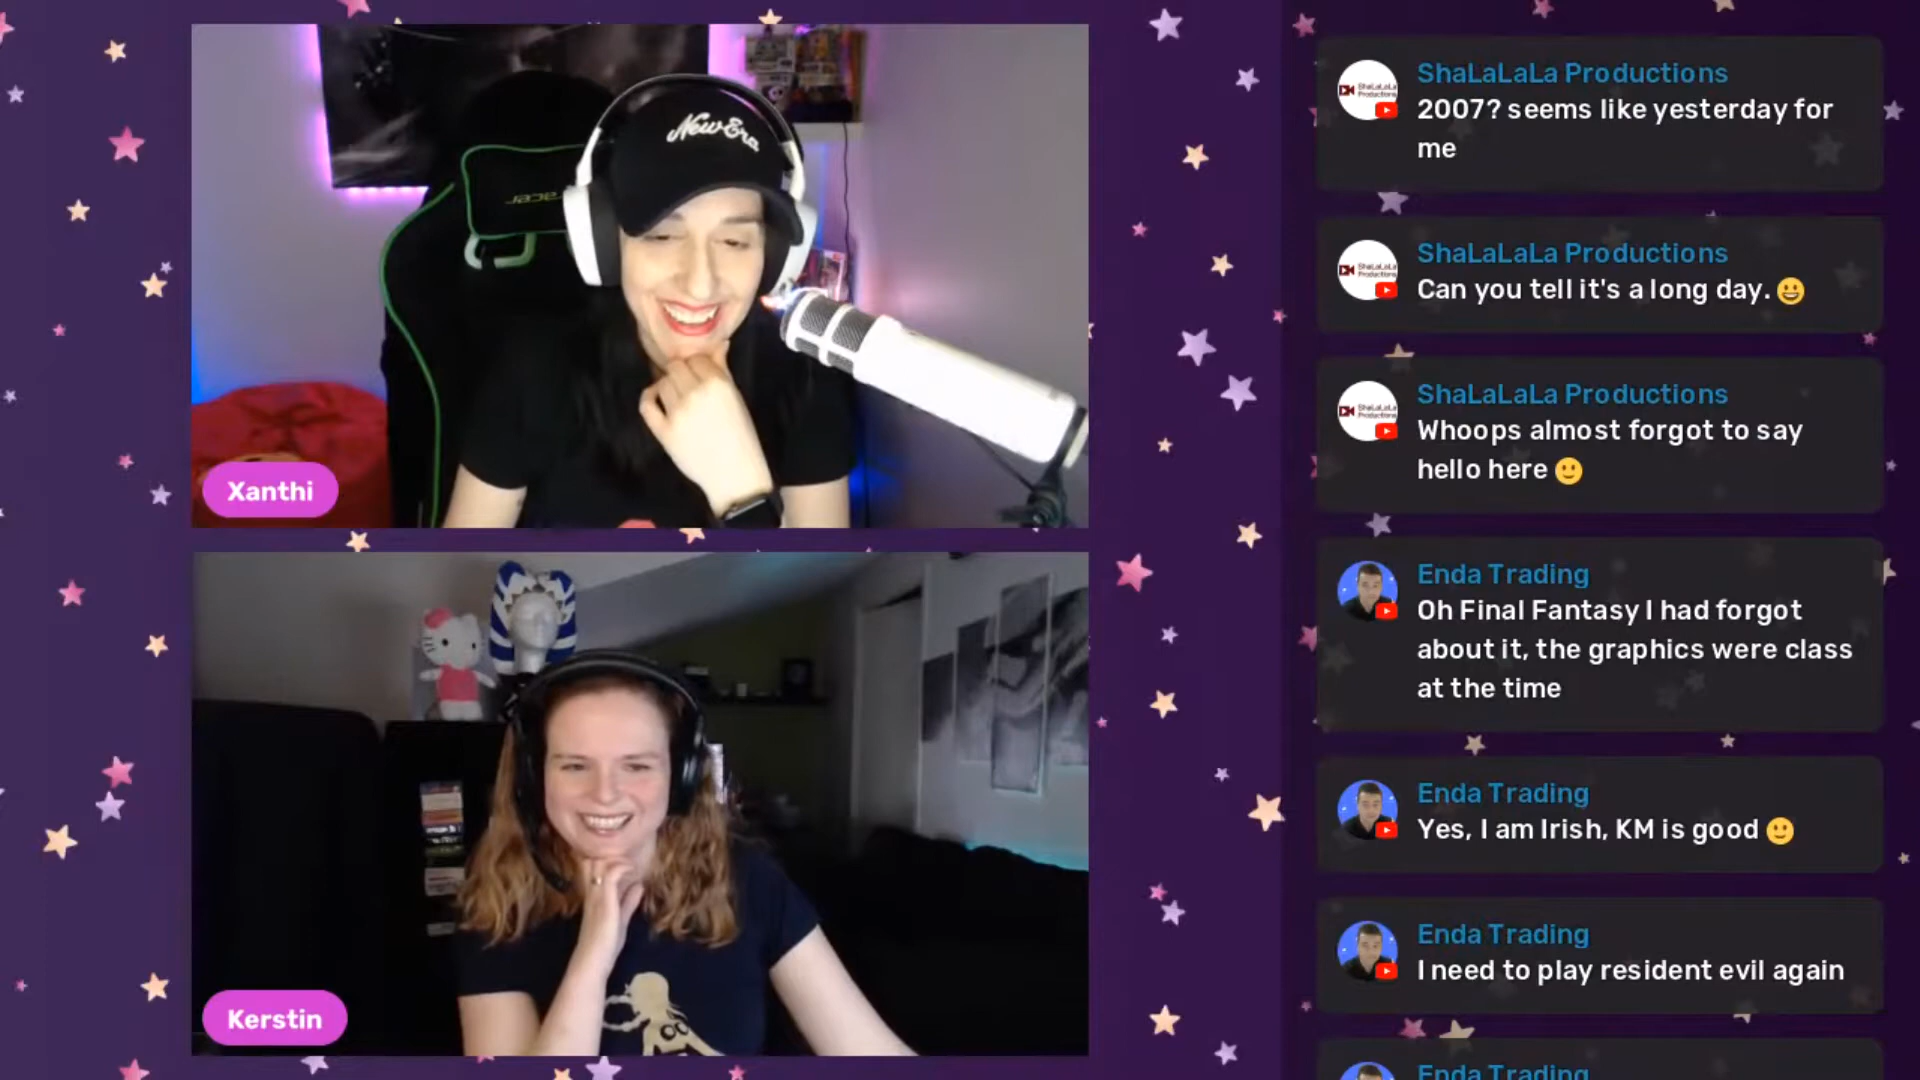 New Era
acer
Xanthi
Kerstin
ShaLaLaLa Productions
2007? seems like yesterday for
me
ShaLaLaLa Productions
Can you tell it's a long day. 😀
ShaLaLaLa Productions
Whoops almost forgot to say
hello here 🙂
Enda Trading
Oh Final Fantasy I had forgot
about it, the graphics were class
at the time
Enda Trading
Yes, I am Irish, KM is good 🙂
Enda Trading
I need to play resident evil again
Enda Trading